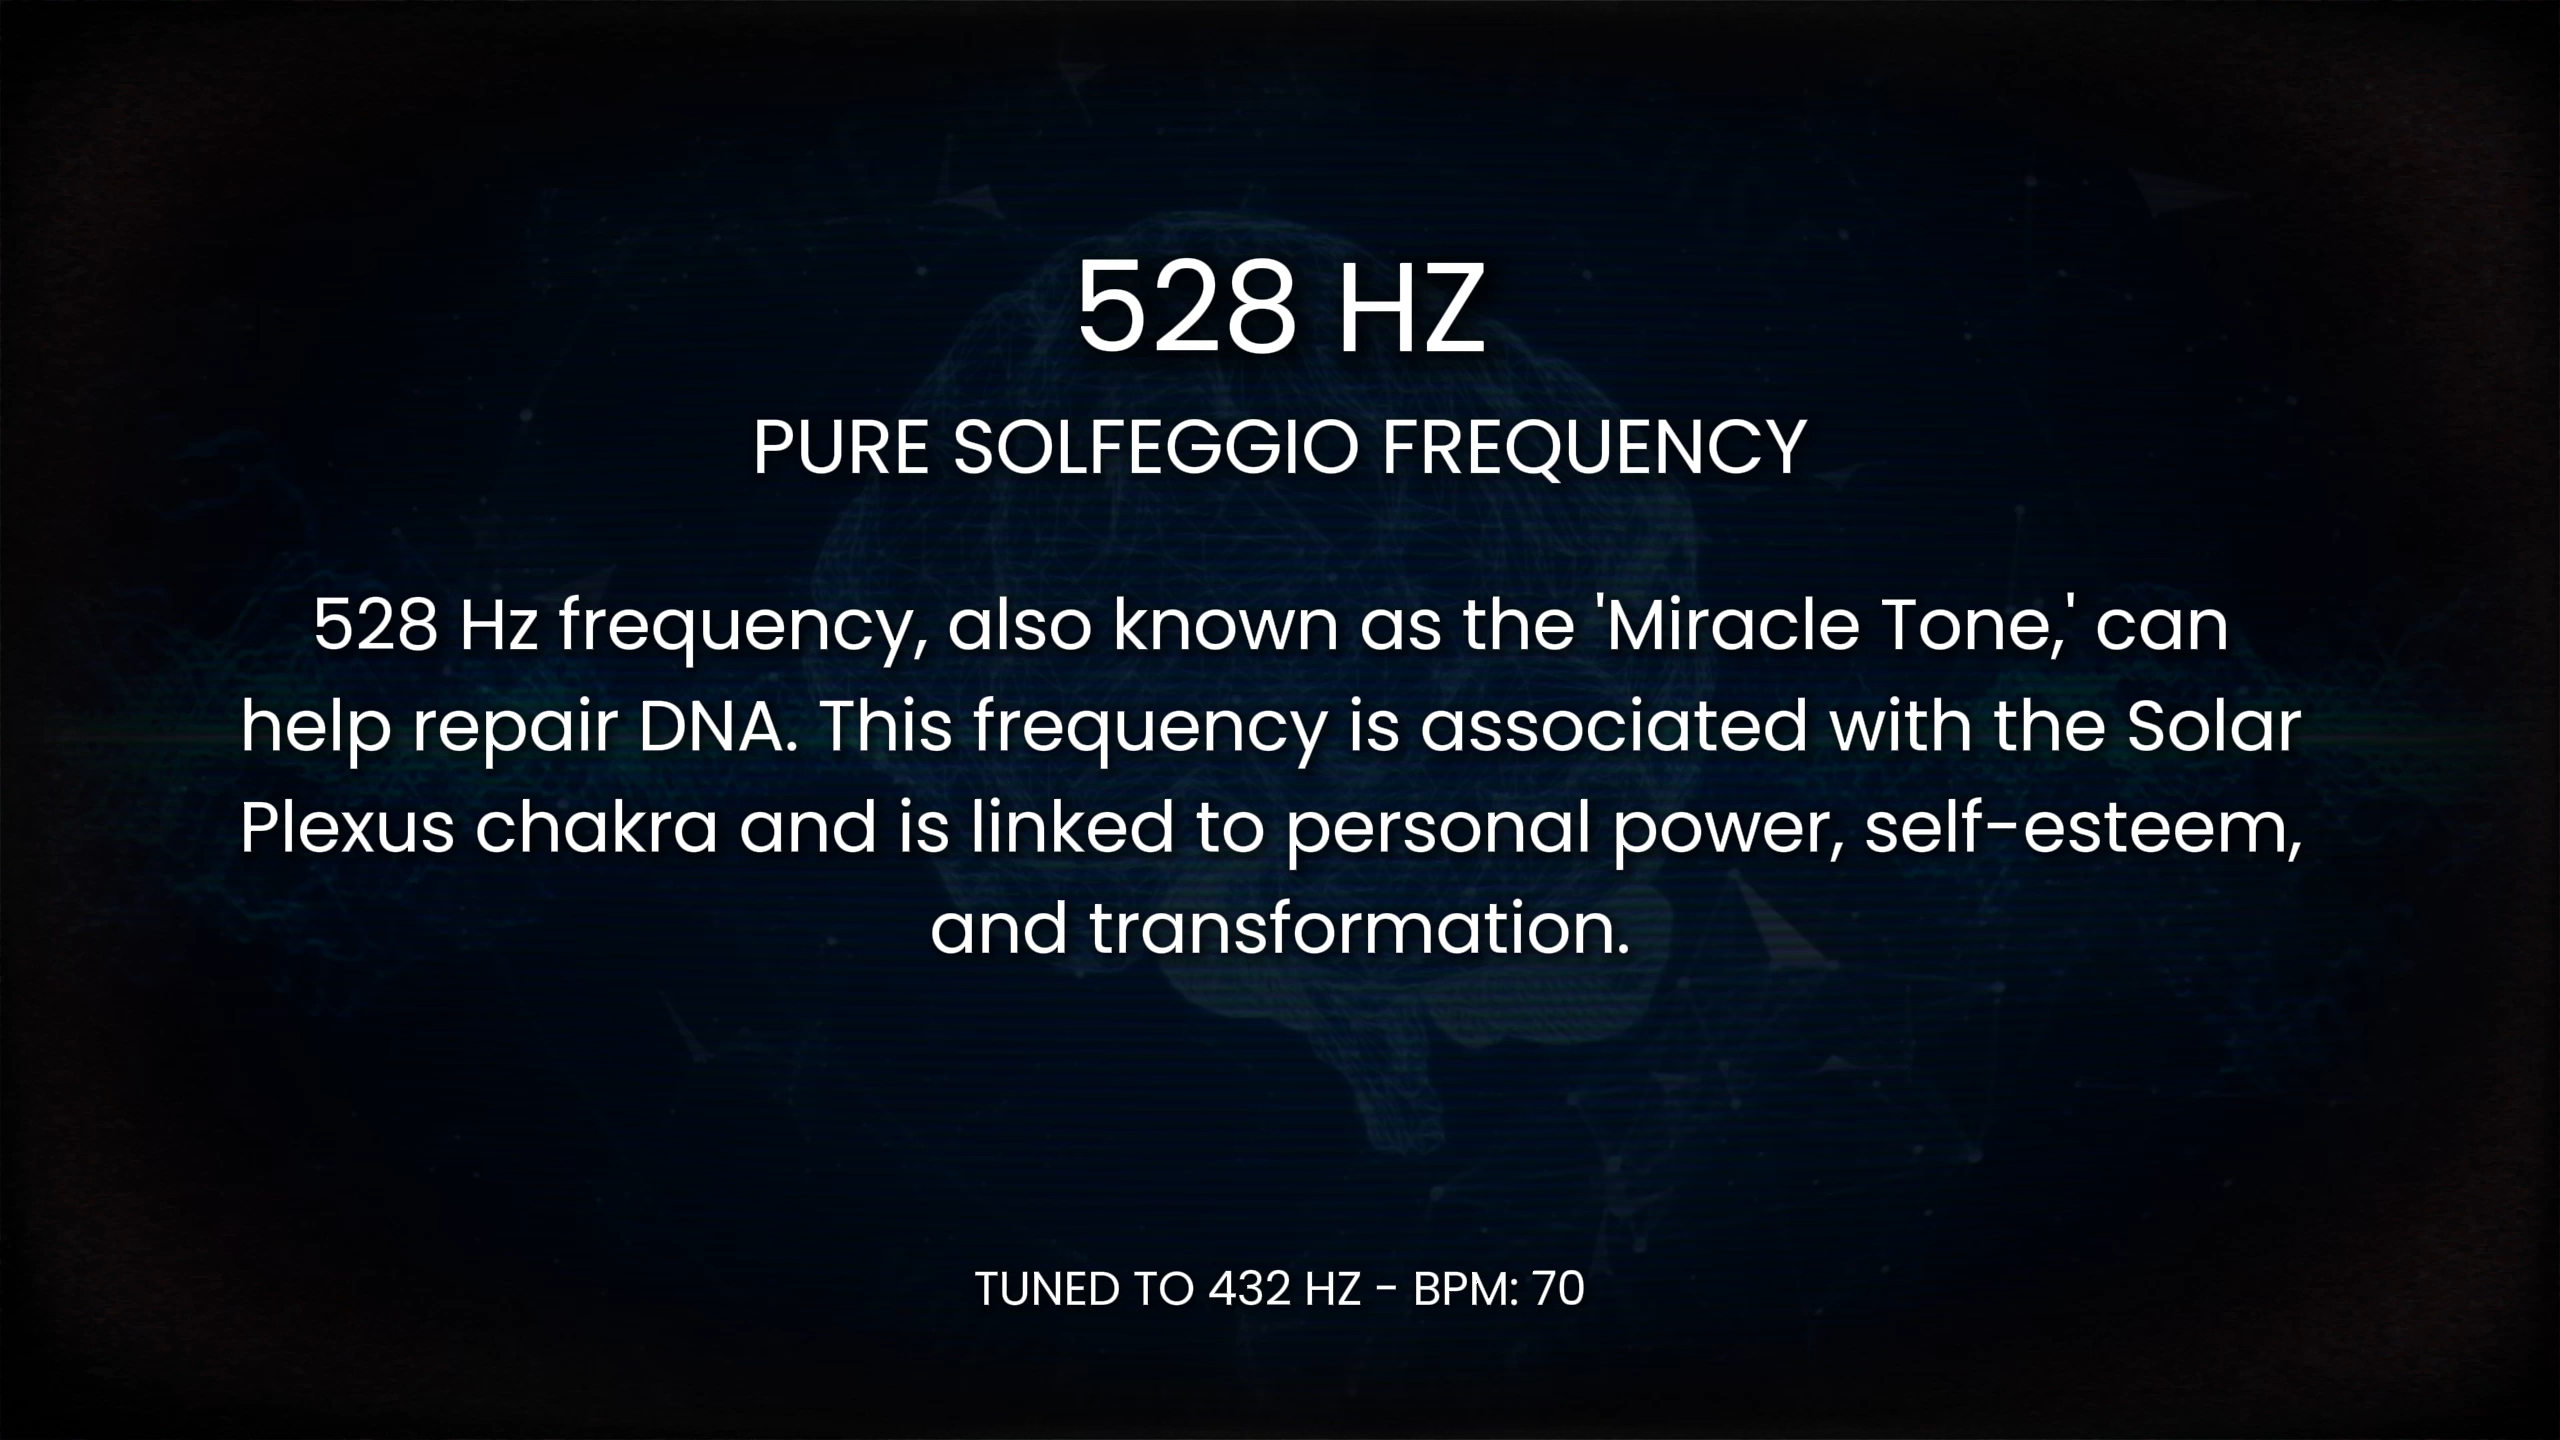 528 HZ
PURE SOLFEGGIO FREQUENCY
528 Hz frequency, also known as the 'Miracle Tone,' can
help repair DNA. This frequency is associated with the Solar
Plexus chakra and is linked to personal power, self-esteem,
and transformation.
TUNED TO 432 HZ - BPM: 70